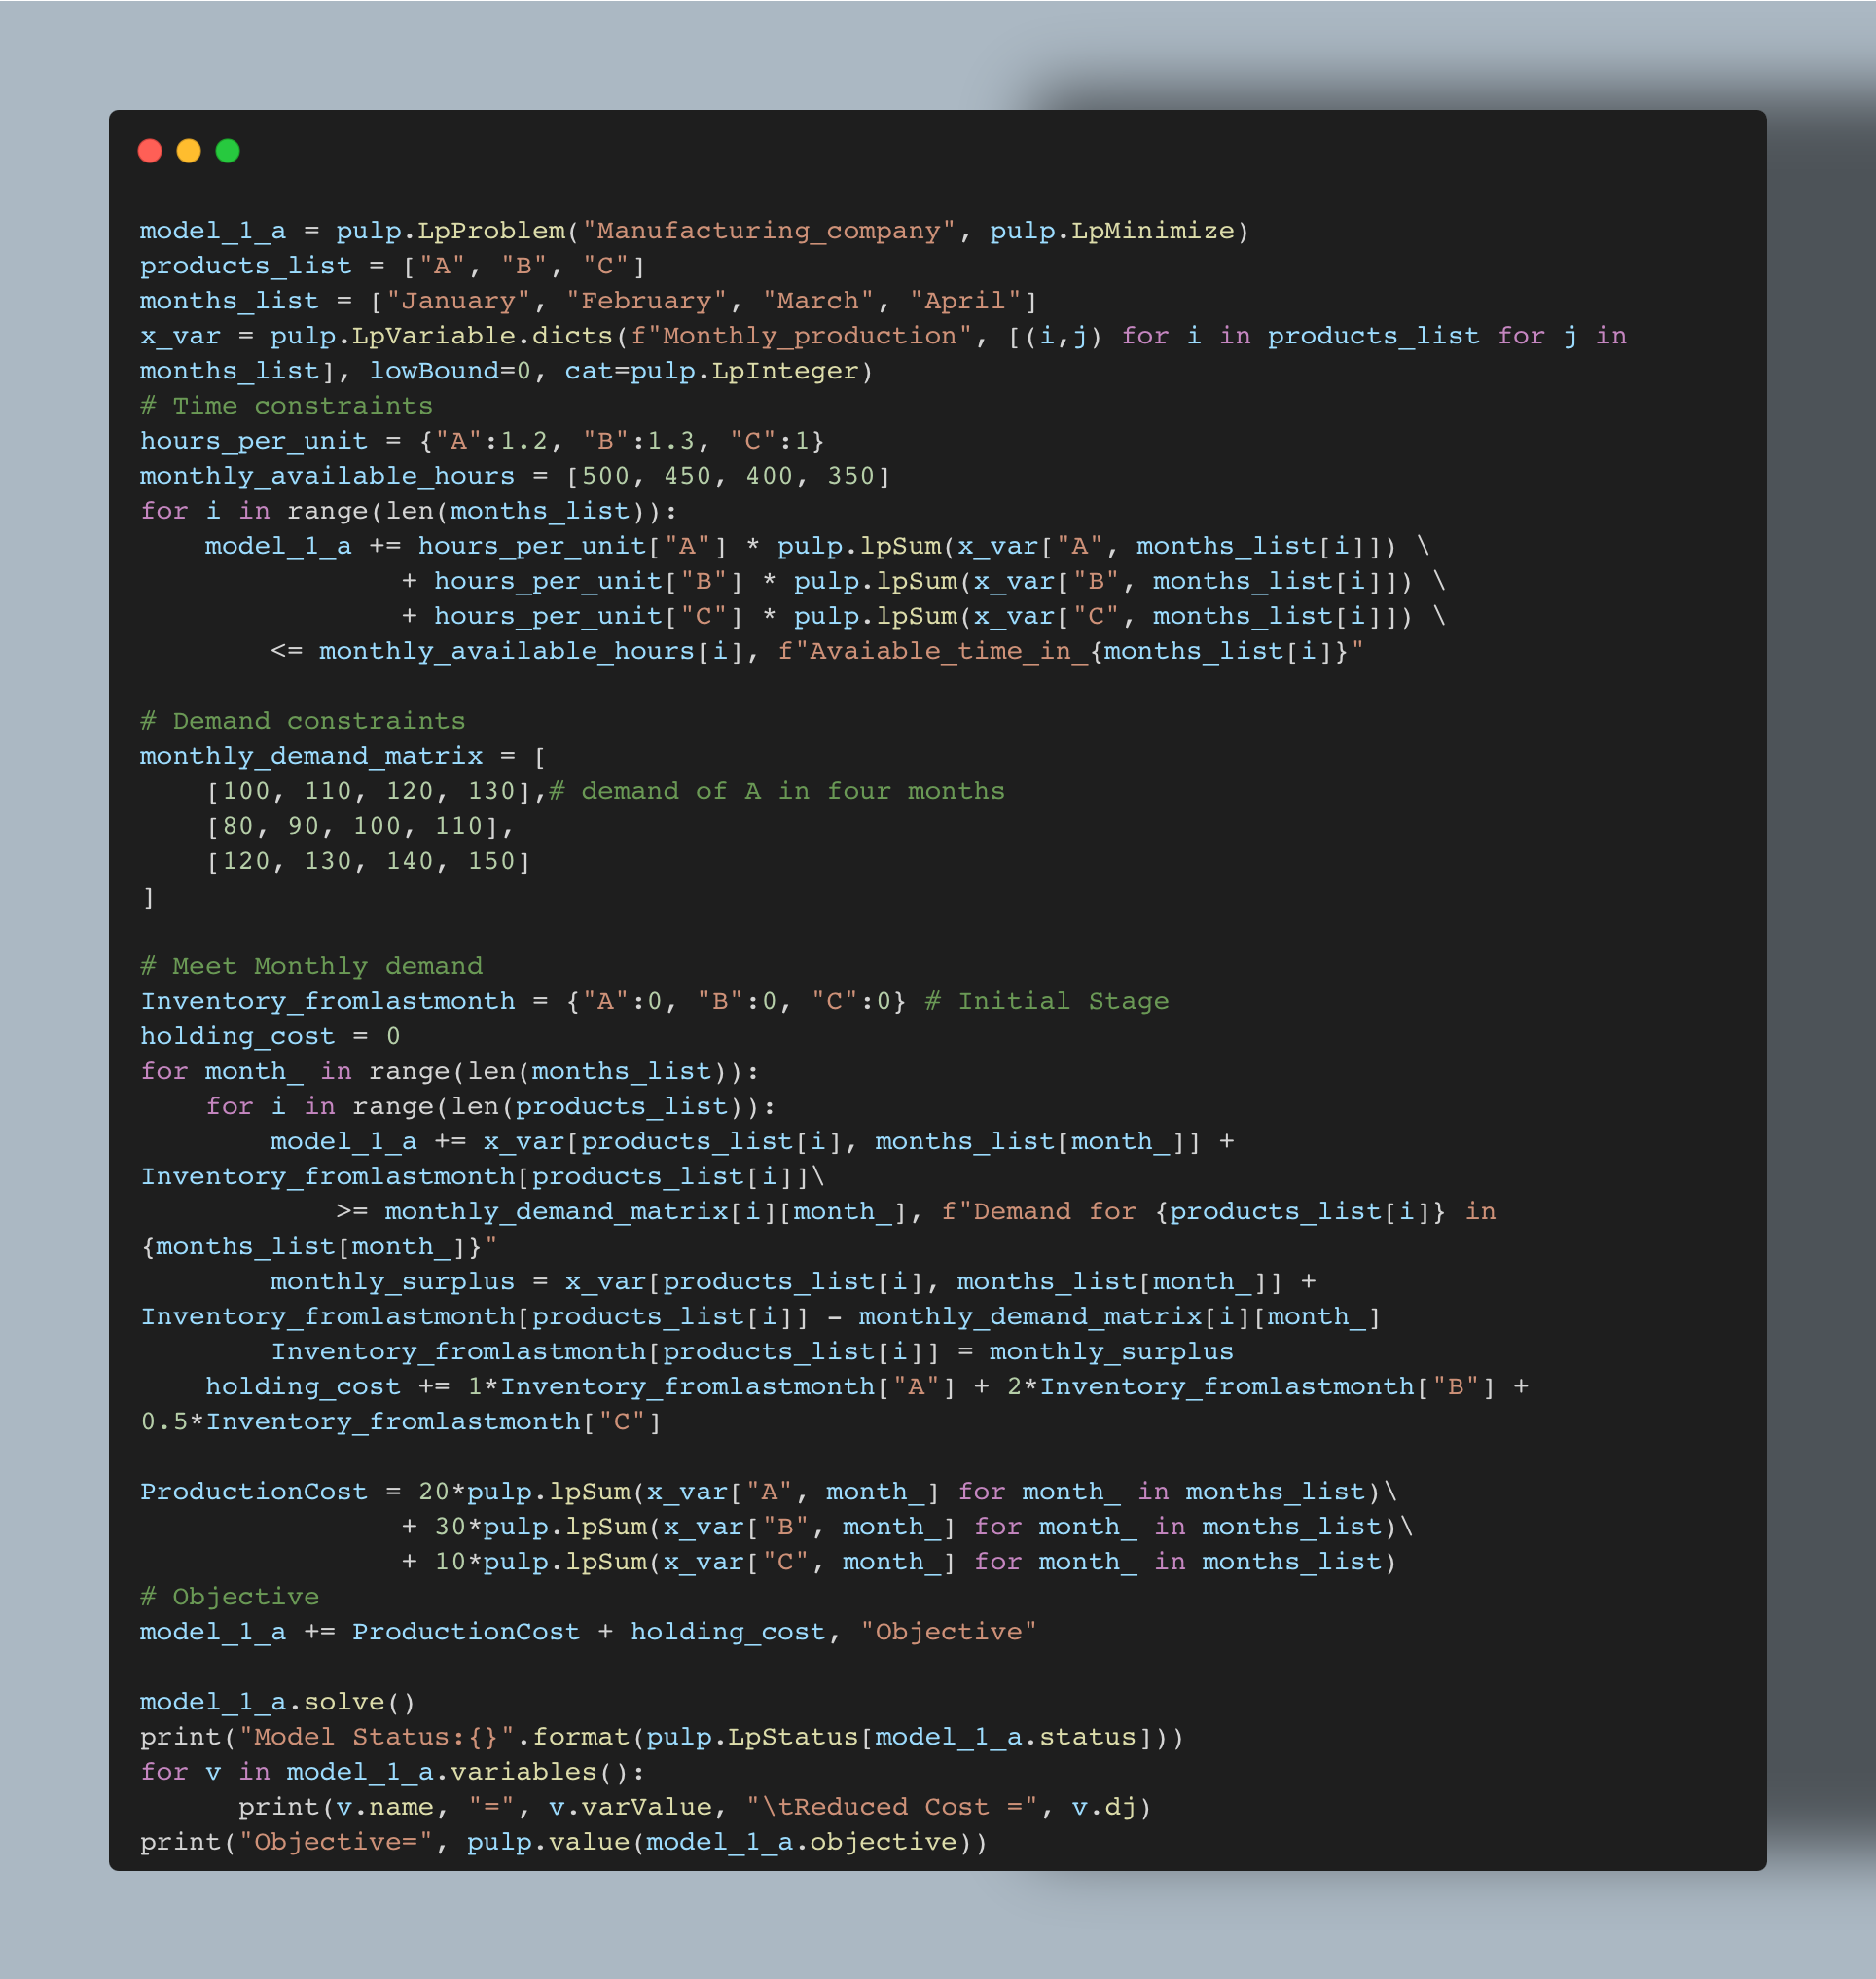 model_1_a = pulp.LpProblem("Manufacturing_company", pulp.LpMinimize)
products_list = ["A", "B", "C"]
months_list = ["January", "February", "March", "April"]
x_var = pulp.LpVariable.dicts(f"Monthly_production", [(i,j) for i in products_list for j in
months_list], lowBound=0, cat=pulp.LpInteger)
# Time constraints
hours_per_unit = {"A":1.2, "B":1.3, "C":1}
monthly_available_hours = [500, 450, 400, 350]
for i in range(len(months_list)):
    model_1_a += hours_per_unit["A"] * pulp.lpSum(x_var["A", months_list[i]]) \
                + hours_per_unit["B"] * pulp.lpSum(x_var["B", months_list[i]]) \
                + hours_per_unit["C"] * pulp.lpSum(x_var["C", months_list[i]]) \
        <= monthly_available_hours[i], f"Avaiable_time_in_{months_list[i]}"

# Demand constraints
monthly_demand_matrix = [
    [100, 110, 120, 130],# demand of A in four months
    [80, 90, 100, 110],
    [120, 130, 140, 150]
]

# Meet Monthly demand
Inventory_fromlastmonth = {"A":0, "B":0, "C":0} # Initial Stage
holding_cost = 0
for month_ in range(len(months_list)):
    for i in range(len(products_list)):
        model_1_a += x_var[products_list[i], months_list[month_]] +
Inventory_fromlastmonth[products_list[i]]\
            >= monthly_demand_matrix[i][month_], f"Demand for {products_list[i]} in
{months_list[month_]}"
        monthly_surplus = x_var[products_list[i], months_list[month_]] +
Inventory_fromlastmonth[products_list[i]] - monthly_demand_matrix[i][month_]
        Inventory_fromlastmonth[products_list[i]] = monthly_surplus
    holding_cost += 1*Inventory_fromlastmonth["A"] + 2*Inventory_fromlastmonth["B"] +
0.5*Inventory_fromlastmonth["C"]

ProductionCost = 20*pulp.lpSum(x_var["A", month_] for month_ in months_list)\
                + 30*pulp.lpSum(x_var["B", month_] for month_ in months_list)\
                + 10*pulp.lpSum(x_var["C", month_] for month_ in months_list)
# Objective
model_1_a += ProductionCost + holding_cost, "Objective"

model_1_a.solve()
print("Model Status:{}".format(pulp.LpStatus[model_1_a.status]))
for v in model_1_a.variables():
      print(v.name, "=", v.varValue, "\tReduced Cost =", v.dj)
print("Objective=", pulp.value(model_1_a.objective))